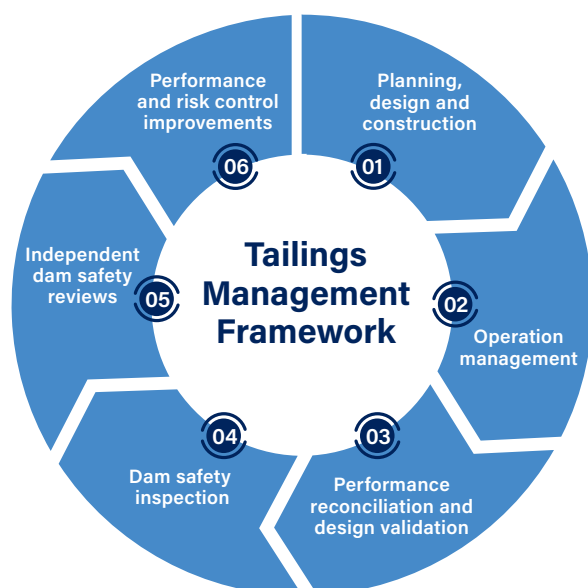 Tailings
Management
Framework
01
Planning,
design and
construction
02
Operation
management
03
Performance
reconciliation and
design validation
04
Dam safety
inspection
05
Independent
dam safety
reviews
06
Performance
and risk control
improvements